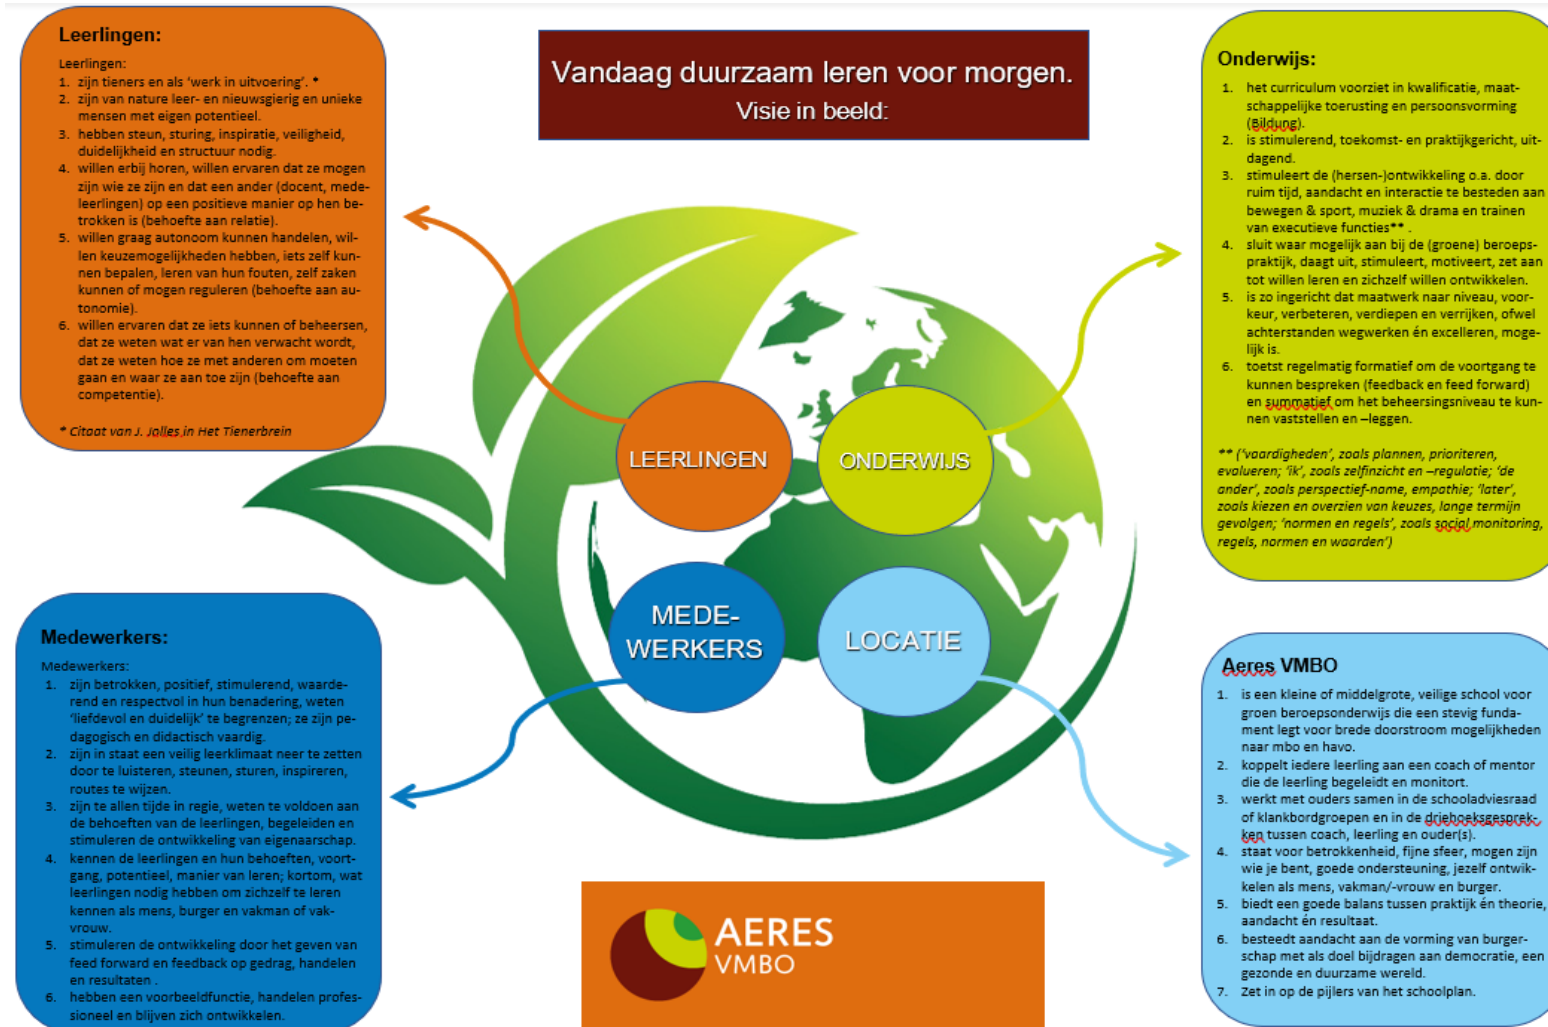 Leerlingen:
Leerlingen:
1. zijn tieners en als ‘werk in uitvoering’. *
2. zijn van nature leer- en nieuwsgierig en unieke
mensen met eigen potentieel.
3. hebben steun, sturing, inspiratie, veiligheid,
duidelijkheid en structuur nodig.
4. willen erbij horen, willen ervaren dat ze mogen
zijn wie ze zijn en dat een ander (docent, mede-
leerlingen) op een positieve manier op hen be-
trokken is (behoefte aan relatie).
5. willen graag autonoom kunnen handelen, wil-
len keuzemogelijkheden hebben, iets zelf kun-
nen bepalen, leren van hun fouten, zelf zaken
kunnen of mogen reguleren (behoefte aan au-
tonomie).
6. willen ervaren dat ze iets kunnen of beheersen,
dat ze weten wat er van hen verwacht wordt,
dat ze weten hoe ze met anderen om moeten
gaan en waar ze aan toe zijn (behoefte aan
competentie).
* Citaat van J. Jolles in Het Tienerbrein
Vandaag duurzaam leren voor morgen.
Visie in beeld:
Onderwijs:
1. het curriculum voorziet in kwalificatie, maat-
schappelijke toerusting en persoonsvorming
(Bildung).
2. is stimulerend, toekomst- en praktijkgericht, uit-
dagend.
3. stimuleert de (hersen-)ontwikkeling o.a. door
ruim tijd, aandacht en interactie te besteden aan
bewegen & sport, muziek & drama en trainen
van executieve functies** .
4. sluit waar mogelijk aan bij de (groene) beroeps-
praktijk, daagt uit, stimuleert, motiveert, zet aan
tot willen leren en zichzelf willen ontwikkelen.
5. is zo ingericht dat maatwerk naar niveau, voor-
keur, verbeteren, verdiepen en verrijken, ofwel
achterstanden wegwerken én excelleren, moge-
lijk is.
6. toetst regelmatig formatief om de voortgang te
kunnen bespreken (feedback en feed forward)
en summatief om het beheersingsniveau te kun-
nen vaststellen en –leggen.
** (‘vaardigheden’, zoals plannen, prioriteren,
evalueren; ‘ik’, zoals zelfinzicht en –regulatie; ‘de
ander’, zoals perspectief-name, empathie; ‘later’,
zoals kiezen en overzien van keuzes, lange termijn
gevolgen; ‘normen en regels’, zoals social monitoring,
regels, normen en waarden’)
LEERLINGEN
ONDERWIJS
MEDE-
WERKERS
LOCATIE
Medewerkers:
Medewerkers:
1. zijn betrokken, positief, stimulerend, waarde-
rend en respectvol in hun benadering, weten
‘liefdevol en duidelijk’ te begrenzen; ze zijn pe-
dagogisch en didactisch vaardig.
2. zijn in staat een veilig leerklimaat neer te zetten
door te luisteren, steunen, sturen, inspireren,
routes te wijzen.
3. zijn te allen tijde in regie, weten te voldoen aan
de behoeften van de leerlingen, begeleiden en
stimuleren de ontwikkeling van eigenaarschap.
4. kennen de leerlingen en hun behoeften, voort-
gang, potentieel, manier van leren; kortom, wat
leerlingen nodig hebben om zichzelf te leren
kennen als mens, burger en vakman of vak-
vrouw.
5. stimuleren de ontwikkeling door het geven van
feed forward en feedback op gedrag, handelen
en resultaten .
6. hebben een voorbeeldfunctie, handelen profes-
sioneel en blijven zich ontwikkelen.
AERES
VMBO
Aeres VMBO
1. is een kleine of middelgrote, veilige school voor
groen beroepsonderwijs die een stevig funda-
ment legt voor brede doorstroom mogelijkheden
naar mbo en havo.
2. koppelt iedere leerling aan een coach of mentor
die de leerling begeleidt en monitort.
3. werkt met ouders samen in de schooladviesraad
of klankbordgroepen en in de driehoeksgesprek-
ken tussen coach, leerling en ouder(s).
4. staat voor betrokkenheid, fijne sfeer, mogen zijn
wie je bent, goede ondersteuning, jezelf ontwik-
kelen als mens, vakman/-vrouw en burger.
5. biedt een goede balans tussen praktijk én theorie,
aandacht én resultaat.
6. besteedt aandacht aan de vorming van burger-
schap met als doel bijdragen aan democratie, een
gezonde en duurzame wereld.
7. Zet in op de pijlers van het schoolplan.